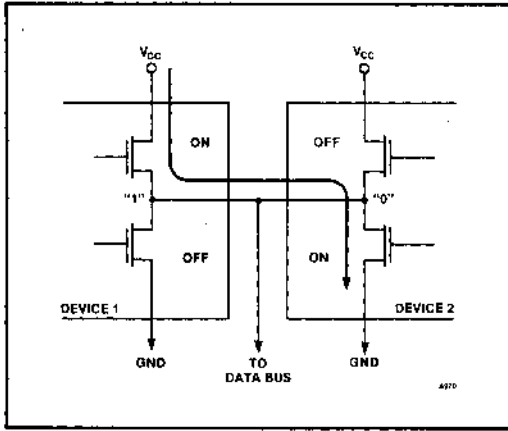 VCC VCC
ON OFF
"1" "0"
OFF ON
DEVICE 1 DEVICE 2
GND TO DATA BUS GND